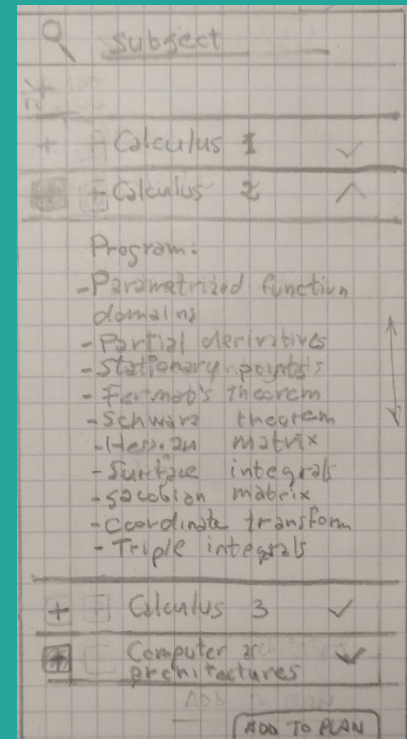 subject
+ Calculus 1
Calculus 2
Program:
-Parametrized function
domains
-Partial derivatives
-Stationary points
-Fermat's theorem
-Schwarz theorem
-Hessian matrix
-Surface integrals
-Jacobian matrix
-Coordinate transform
-Triple integrals
+ Calculus 3
+ Computer
architectures
ADD TO PLAN